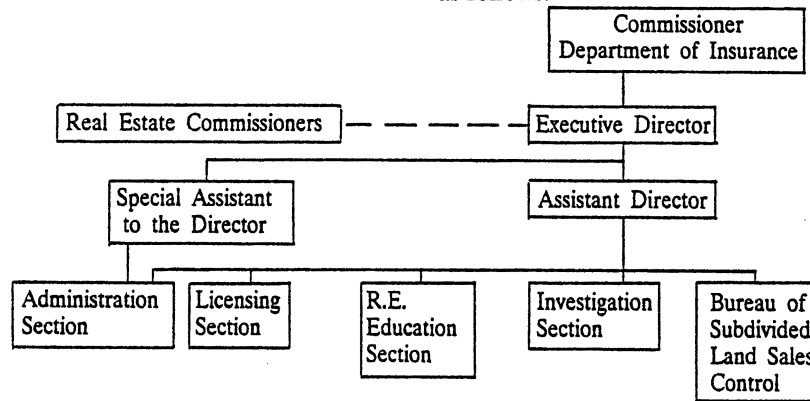 Commissioner
Department of Insurance
Real Estate Commissioners
Executive Director
Special Assistant
to the Director
Assistant Director
Administration
Section
Licensing
Section
R.E.
Education
Section
Investigation
Section
Bureau of
Subdivided
Land Sales
Control